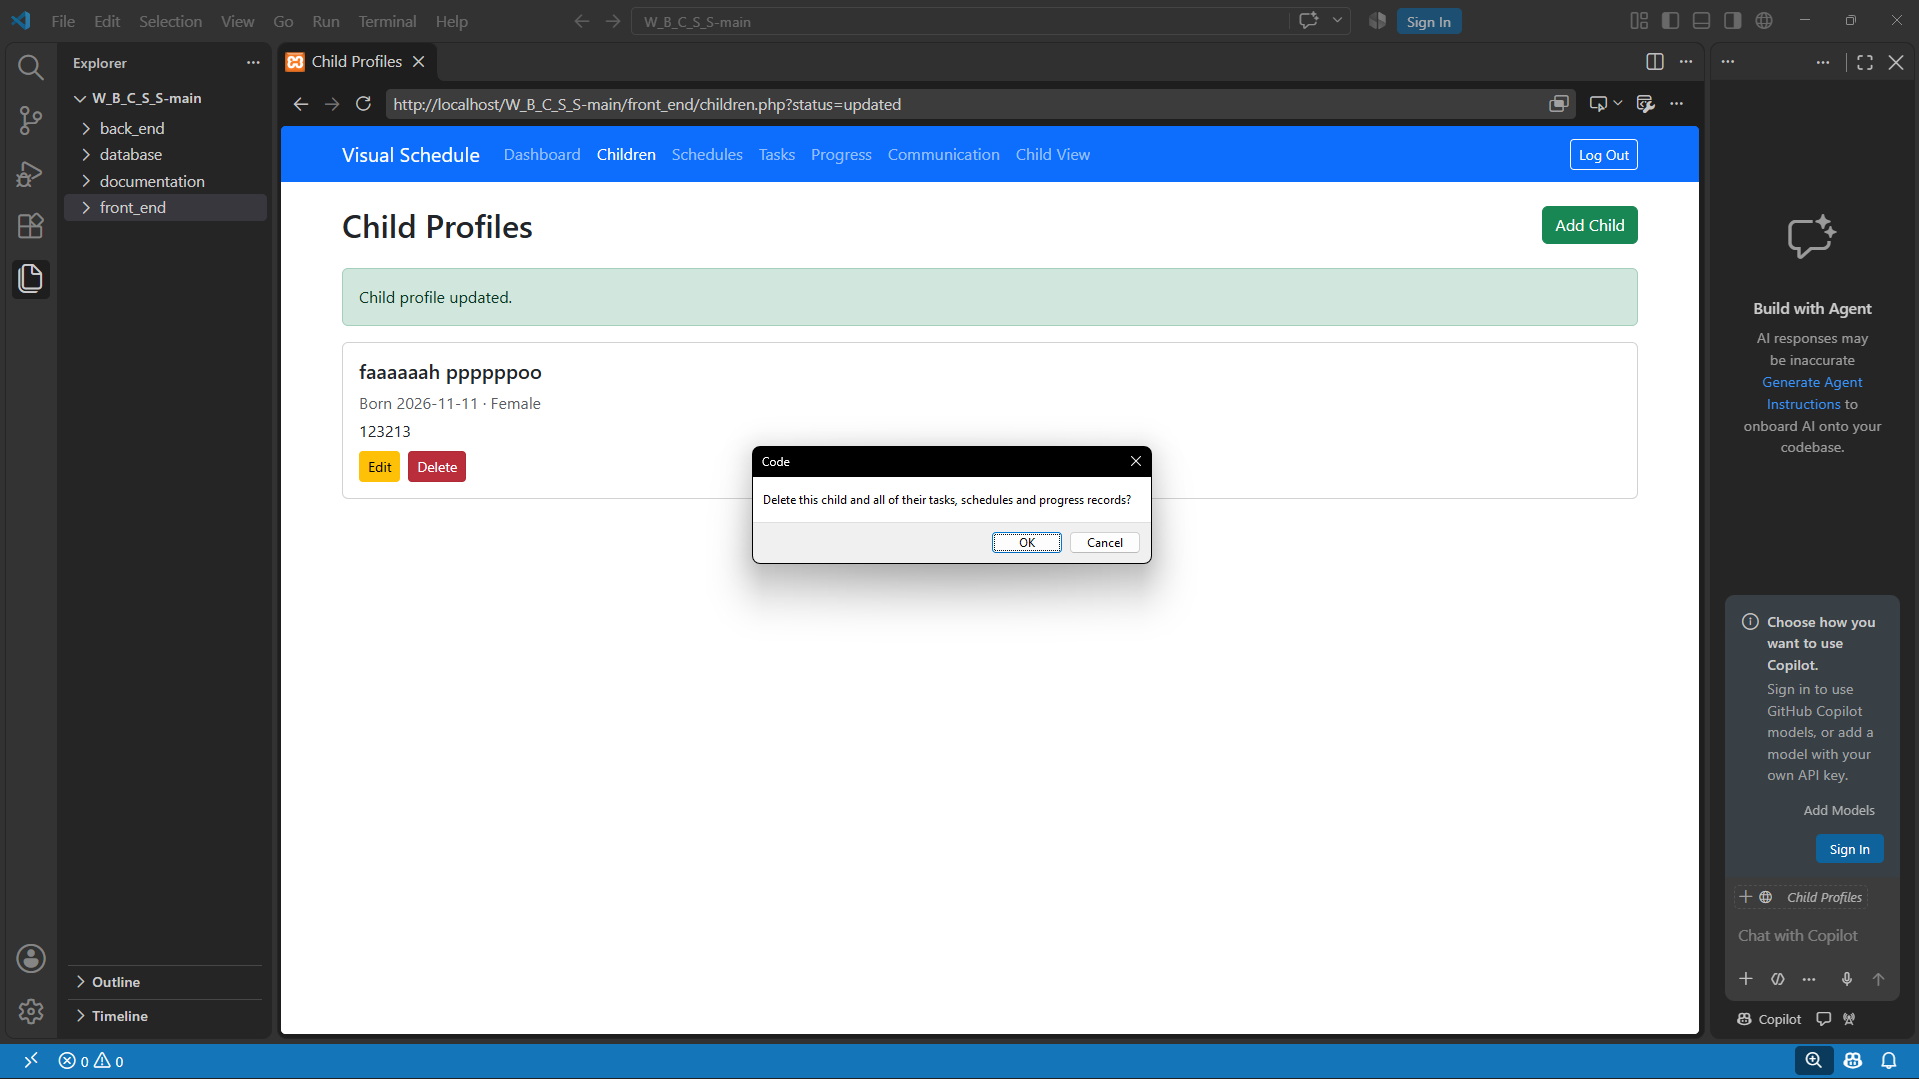 File Edit Selection View Go Run Terminal Help
W_B_C_S_S-main
Sign In
Explorer
W_B_C_S_S-main
back_end
database
documentation
front_end
Outline
Timeline
Child Profiles
http://localhost/W_B_C_S_S-main/front_end/children.php?status=updated
Visual Schedule Dashboard Children Schedules Tasks Progress Communication Child View Log Out
Child Profiles
Add Child
Child profile updated.
faaaaaah ppppppoo
Born 2026-11-11 · Female
123213
Edit Delete
Code
Delete this child and all of their tasks, schedules and progress records?
OK Cancel
Build with Agent
AI responses may
be inaccurate
Generate Agent
Instructions to
onboard AI onto your
codebase.
Choose how you
want to use
Copilot.
Sign in to use
GitHub Copilot
models, or add a
model with your
own API key.
Add Models
Sign In
Child Profiles
Chat with Copilot
Copilot
0 0